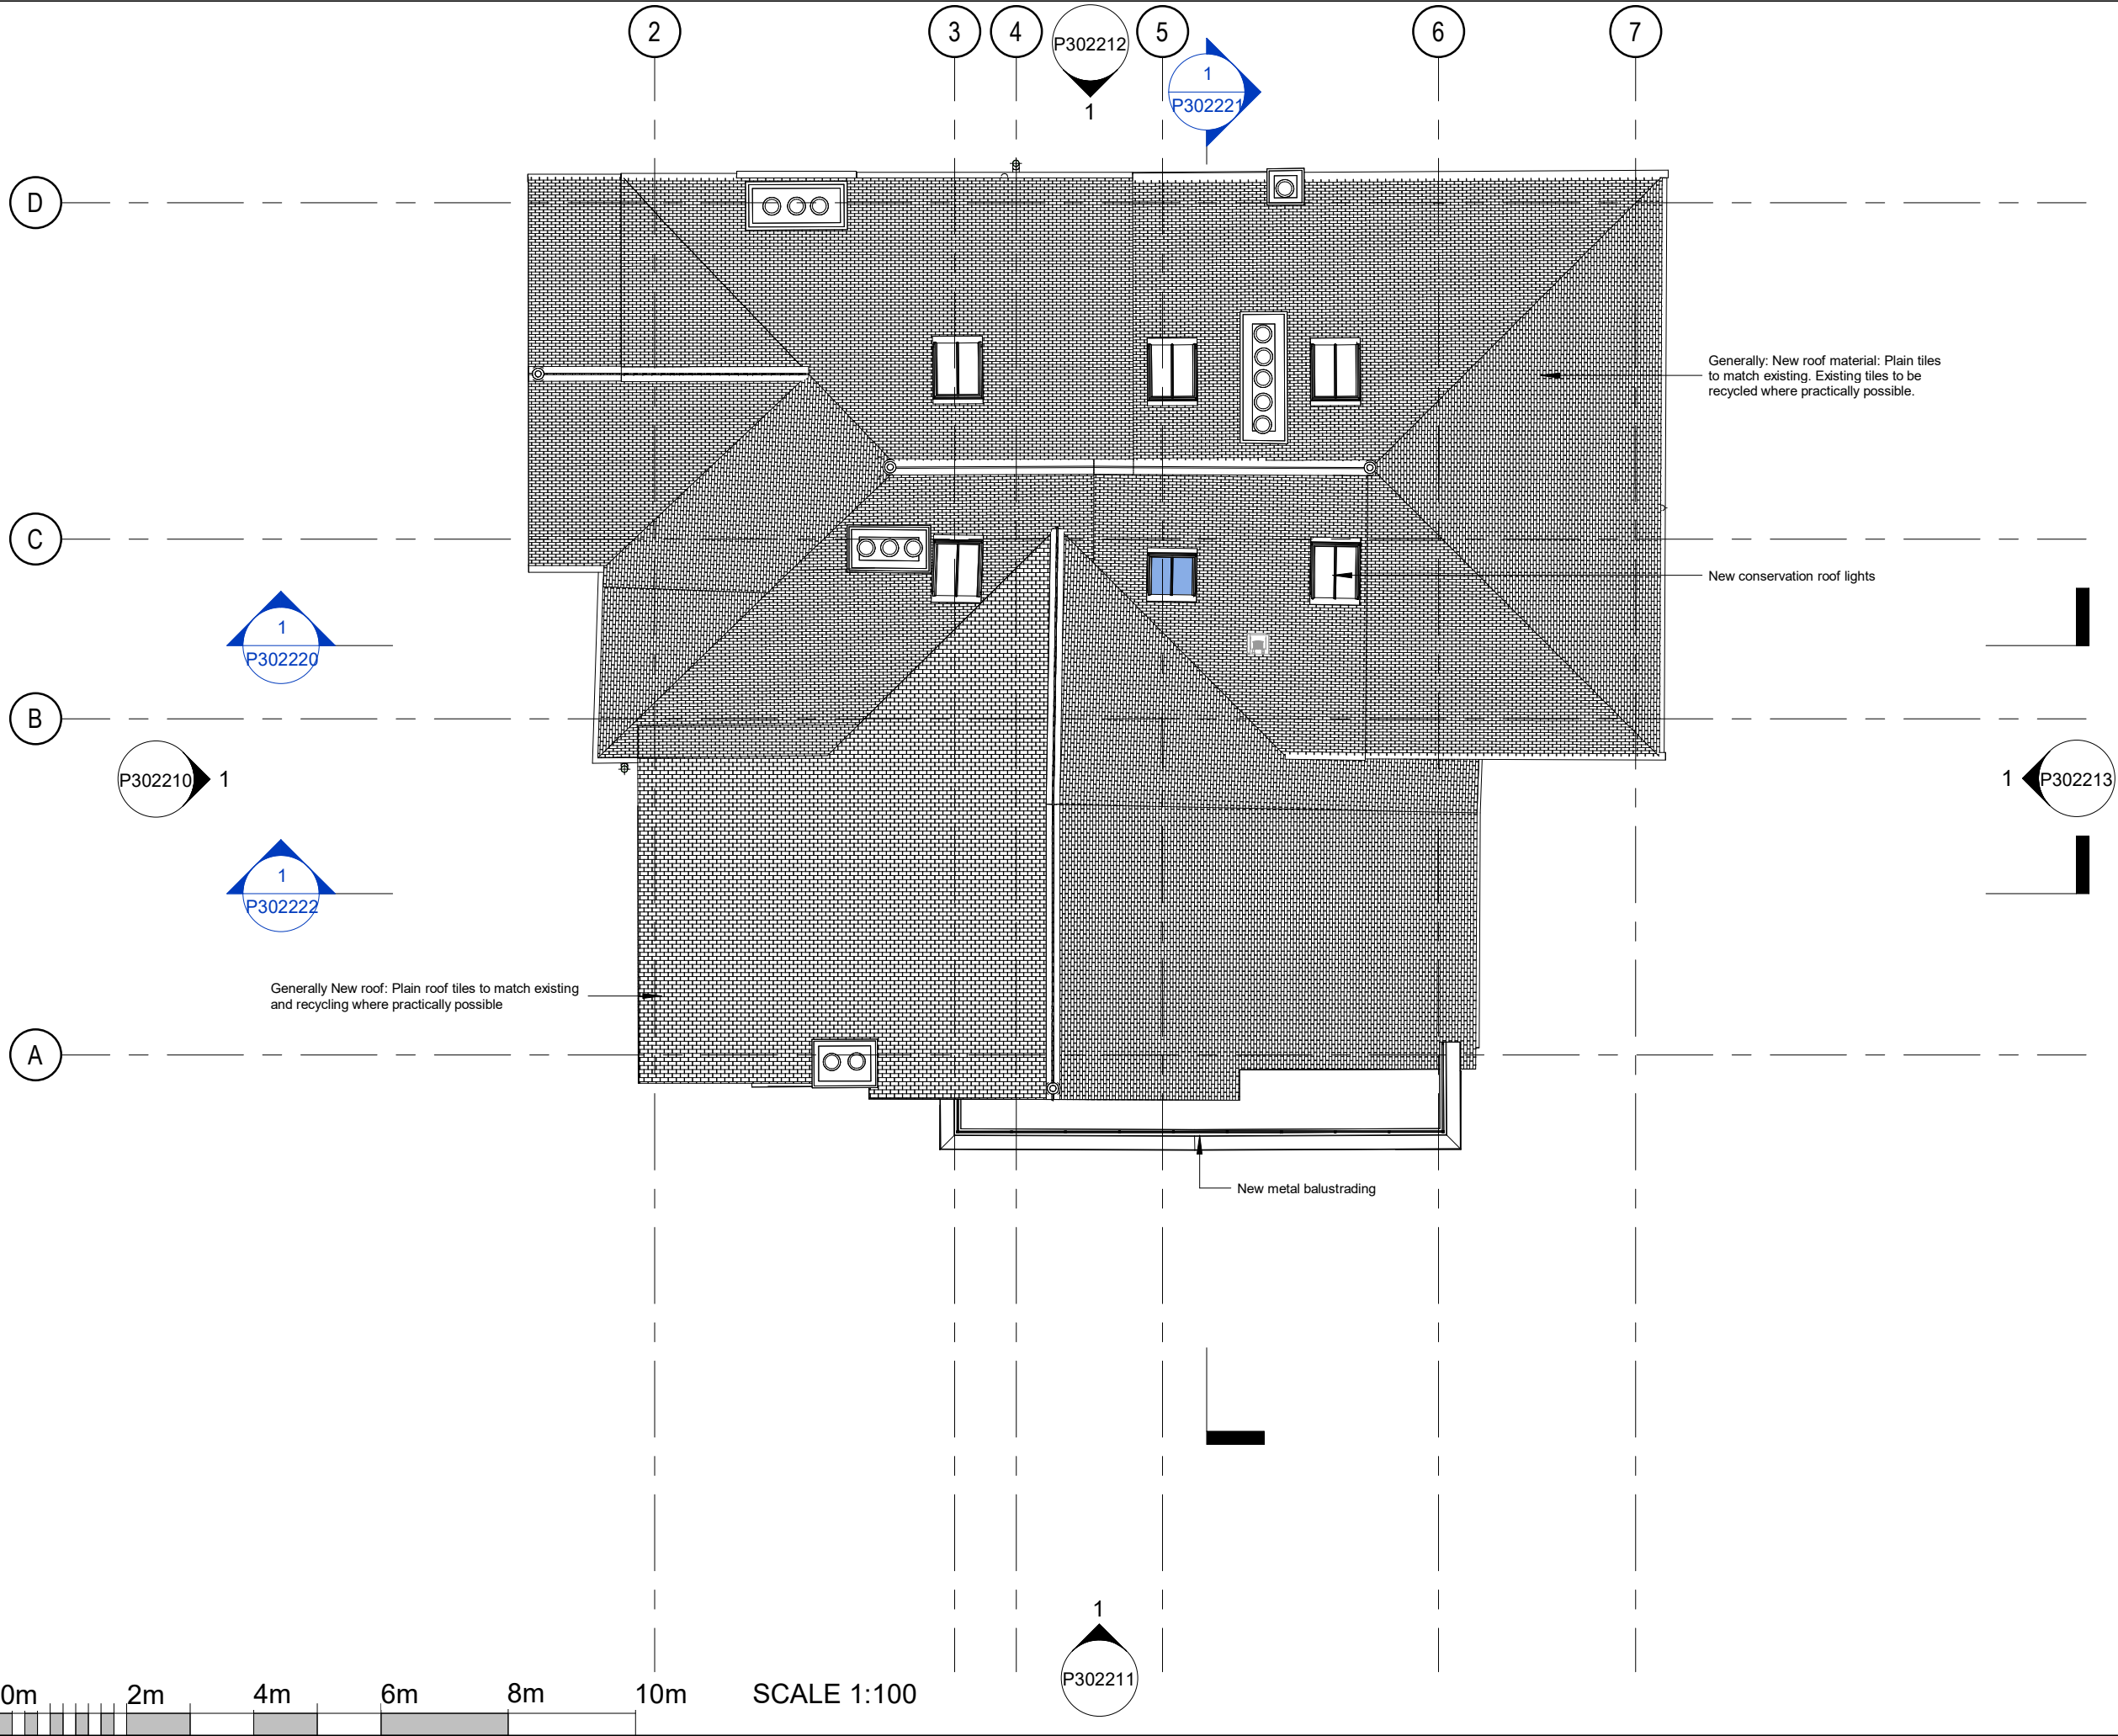 2
3
4
P302212
1
5
1
P302221
6
7
D
Generally: New roof material: Plain tiles
to match existing. Existing tiles to be
recycled where practically possible.
C
New conservation roof lights
1
P302220
B
P302210
1
1
P302213
1
P302222
Generally New roof: Plain roof tiles to match existing
and recycling where practically possible
A
New metal balustrading
1
P302211
0m
2m
4m
6m
8m
10m
SCALE 1:100